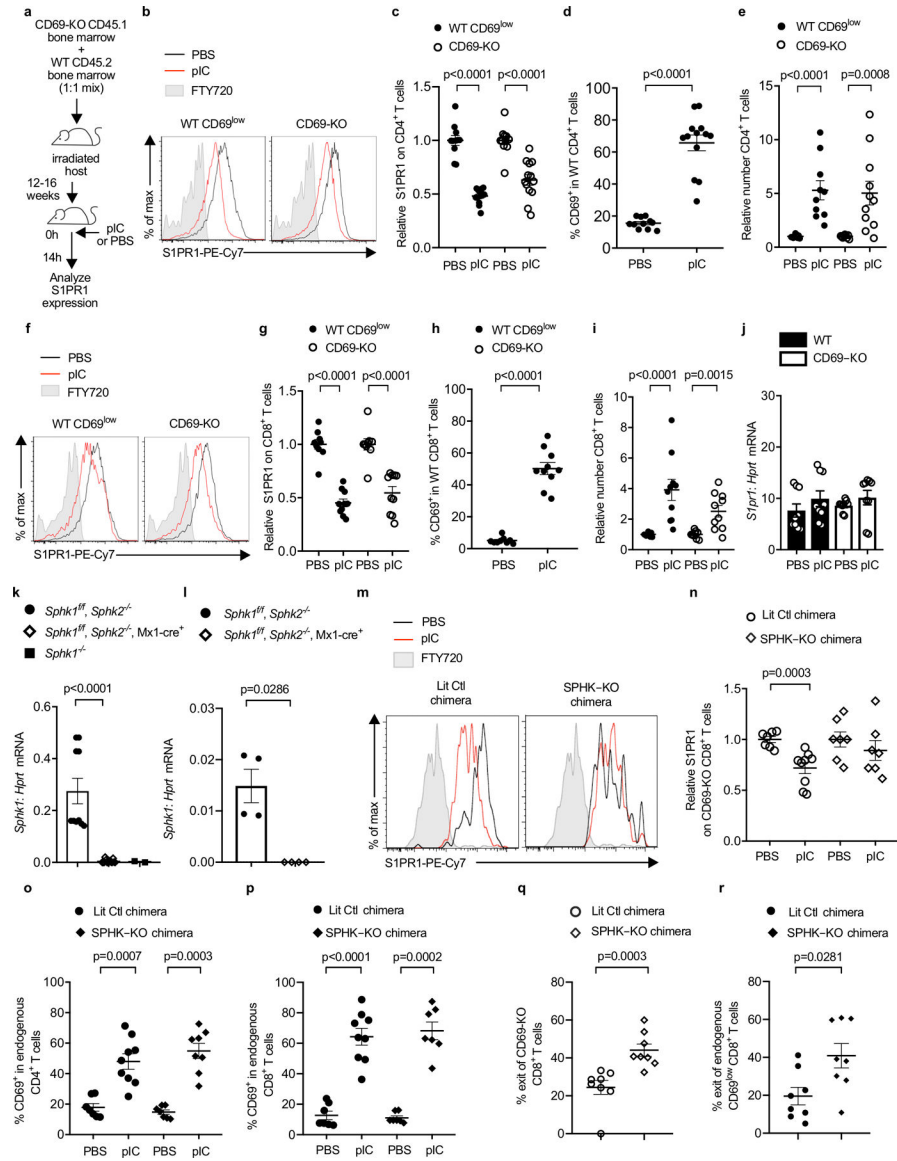 a
CD69-KO CD45.1
bone marrow
+
WT CD45.2
bone marrow
(1:1 mix)
irradiated
host
12-16
weeks
0h
pIC
or PBS
14h
Analyze
S1PR1
expression
b
PBS
pIC
FTY720
WT CD69low
CD69-KO
% of max
S1PR1-PE-Cy7
c
WT CD69low
CD69-KO
p<0.0001 p<0.0001
Relative S1PR1 on CD4+ T cells
1.5
1.0
0.5
0
PBS pIC PBS pIC
d
p<0.0001
% CD69+ in WT CD4+ T cells
100
80
60
40
20
0
PBS pIC
e
WT CD69low
CD69-KO
p<0.0001 p=0.0008
Relative number CD4+ T cells
15
10
5
0
PBS pIC PBS pIC
f
PBS
pIC
FTY720
WT CD69low
CD69-KO
% of max
S1PR1-PE-Cy7
g
WT CD69low
CD69-KO
p<0.0001 p<0.0001
Relative S1PR1 on CD8+ T cells
1.5
1.0
0.5
0
PBS pIC PBS pIC
h
WT CD69low
CD69-KO
p<0.0001
% CD69+ in WT CD8+ T cells
100
80
60
40
20
0
PBS pIC
i
WT CD69low
CD69-KO
p<0.0001 p=0.0015
Relative number CD8+ T cells
10
8
6
4
2
0
PBS pIC PBS pIC
j
WT
CD69–KO
S1pr1: Hprt mRNA
30
20
10
0
PBS pIC PBS pIC
k
Sphk1f/f, Sphk2-/-
Sphk1f/f, Sphk2-/-, Mx1-cre+
Sphk1-/-
p<0.0001
Sphk1: Hprt mRNA
0.6
0.4
0.2
0.0
l
Sphk1f/f, Sphk2-/-
Sphk1f/f, Sphk2-/-, Mx1-cre+
p=0.0286
Sphk1: Hprt mRNA
0.03
0.02
0.01
0.00
m
PBS
pIC
FTY720
Lit Ctl
chimera
SPHK–KO
chimera
% of max
S1PR1-PE-Cy7
n
Lit Ctl chimera
SPHK–KO chimera
p=0.0003
Relative S1PR1
on CD69-KO CD8+ T cells
2.0
1.5
1.0
0.5
0
PBS pIC PBS pIC
o
Lit Ctl chimera
SPHK–KO chimera
p=0.0007 p=0.0003
% CD69+ in endogenous
CD4+ T cells
100
80
60
40
20
0
PBS pIC PBS pIC
p
Lit Ctl chimera
SPHK–KO chimera
p<0.0001 p=0.0002
% CD69+ in endogenous
CD8+ T cells
100
80
60
40
20
0
PBS pIC PBS pIC
q
Lit Ctl chimera
SPHK–KO chimera
p=0.0003
% exit of CD69-KO
CD8+ T cells
100
80
60
40
20
0
r
Lit Ctl chimera
SPHK–KO chimera
p=0.0281
% exit of endogenous
CD69low CD8+ T cells
100
80
60
40
20
0